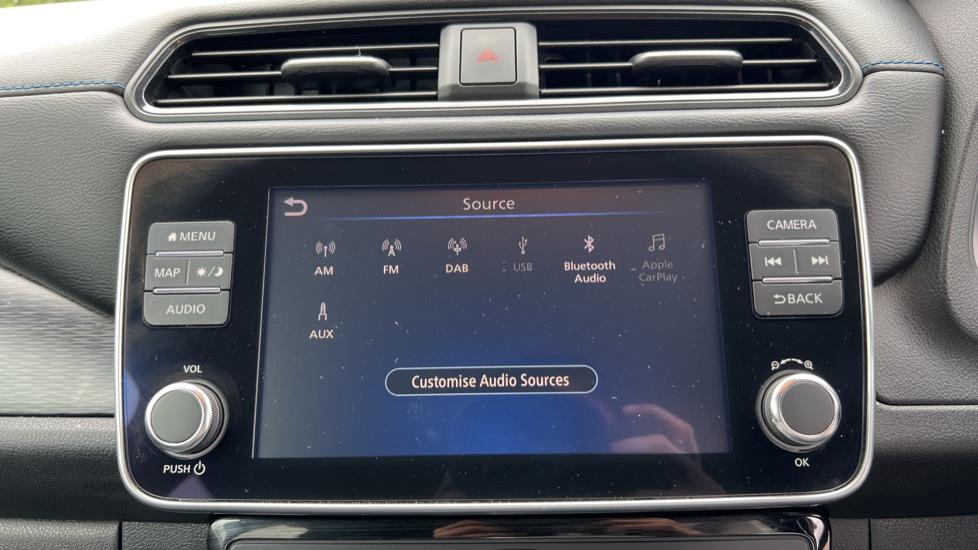 Source
AM FM DAB USB Bluetooth Audio Apple CarPlay
AUX
Customise Audio Sources
MENU
MAP
AUDIO
VOL
PUSH
CAMERA
BACK
OK